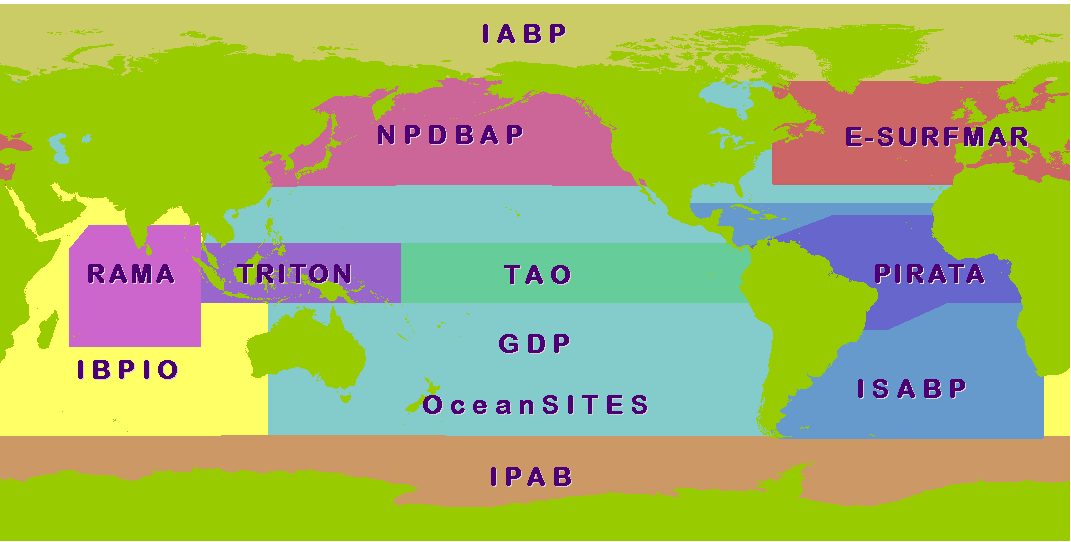 IABP
NPDBAP
E-SURFMAR
RAMA
TRITON
TAO
PIRATA
GDP
IBPIO
ISABP
OceanSITES
IPAB